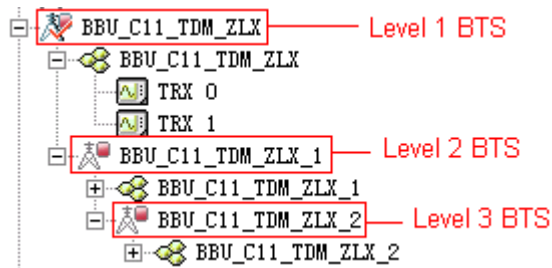 BBU_C11_TDM_ZLX Level 1 BTS
BBU_C11_TDM_ZLX
TRX 0
TRX 1
BBU_C11_TDM_ZLX_1 Level 2 BTS
BBU_C11_TDM_ZLX_1
BBU_C11_TDM_ZLX_2 Level 3 BTS
BBU_C11_TDM_ZLX_2